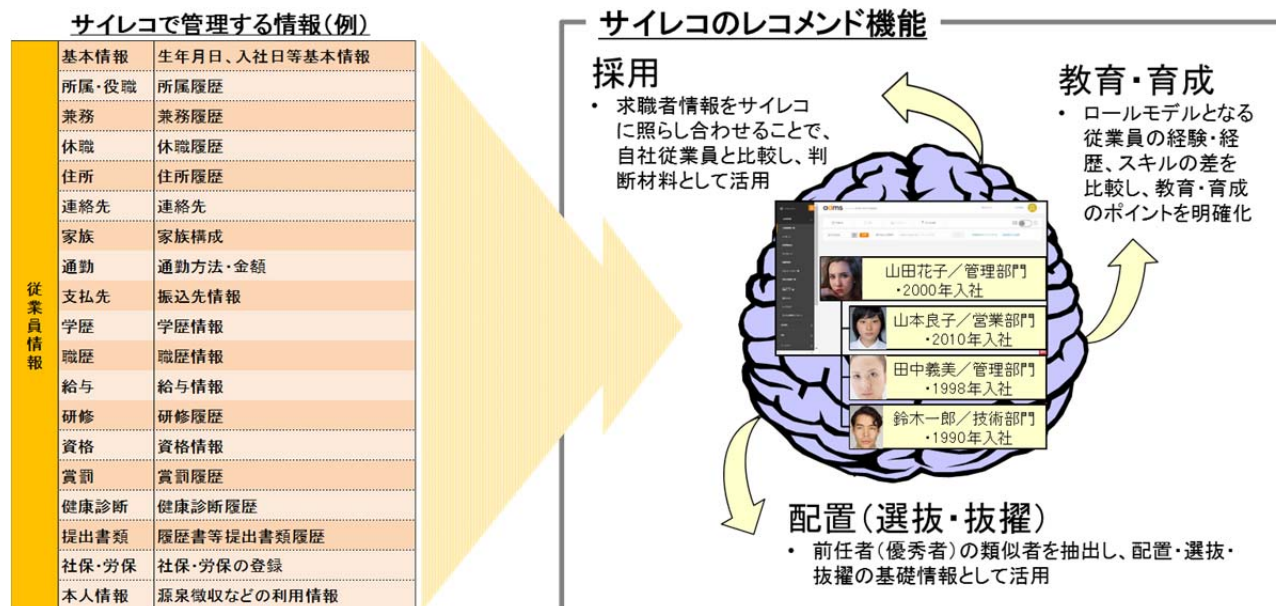 サイレコで管理する情報(例)
従業員情報
基本情報 生年月日、入社日等基本情報
所属・役職 所属履歴
兼務 兼務履歴
休職 休職履歴
住所 住所履歴
連絡先 連絡先
家族 家族構成
通勤 通勤方法・金額
支払先 振込先情報
学歴 学歴情報
職歴 職歴情報
給与 給与情報
研修 研修履歴
資格 資格情報
賞罰 賞罰履歴
健康診断 健康診断履歴
提出書類 履歴書等提出書類履歴
社保・労保 社保・労保の登録
本人情報 源泉徴収などの利用情報
サイレコのレコメンド機能
採用
• 求職者情報をサイレコ
に照らし合わせることで、
自社従業員と比較し、判
断材料として活用
教育・育成
• ロールモデルとなる
従業員の経験・経
歴、スキルの差を
比較し、教育・育成
のポイントを明確化
山田花子／管理部門
・2000年入社
山本良子／営業部門
・2010年入社
田中義美／管理部門
・1998年入社
鈴木一郎／技術部門
・1990年入社
配置(選抜・抜擢)
• 前任者(優秀者)の類似者を抽出し、配置・選抜・
抜擢の基礎情報として活用